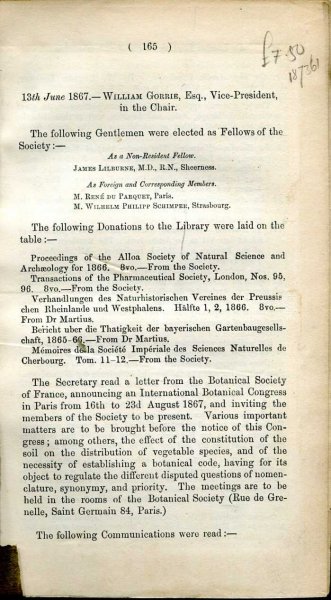 ( 165 )
£7.50
13th June 1867.—William Gorrie, Esq., Vice-President,
in the Chair.
The following Gentlemen were elected as Fellows of the
Society:—
As a Non-Resident Fellow.
James Lilburne, M.D., R.N., Sheerness.
As Foreign and Corresponding Members.
M. René du Parquet, Paris.
M. Wilhelm Philipp Schimper, Strasbourg.
The following Donations to the Library were laid on the
table:—
Proceedings of the Alloa Society of Natural Science and
Archæology for 1866. 8vo.—From the Society.
Transactions of the Pharmaceutical Society, London, Nos. 95,
96. 8vo.—From the Society.
Verhandlungen des Naturhistorischen Vereines der Preussis
chen Rheinlande und Westphalens. Hälfte 1, 2, 1866. 8vo.—
From Dr Martius.
Bericht uber die Thatigkeit der bayerischen Gartenbaugesells-
chaft, 1865-66.—From Dr Martius.
Mémoires de la Société Impériale des Sciences Naturelles de
Cherbourg. Tom. 11-12.—From the Society.
The Secretary read a letter from the Botanical Society
of France, announcing an International Botanical Congress
in Paris from 16th to 23d August 1867, and inviting the
members of the Society to be present. Various important
matters are to be brought before the notice of this Con-
gress; among others, the effect of the constitution of the
soil on the distribution of vegetable species, and of the
necessity of establishing a botanical code, having for its
object to regulate the different disputed questions of nomen-
clature, synonymy, and priority. The meetings are to be
held in the rooms of the Botanical Society (Rue de Gre-
nelle, Saint Germain 84, Paris.)
The following Communications were read:—